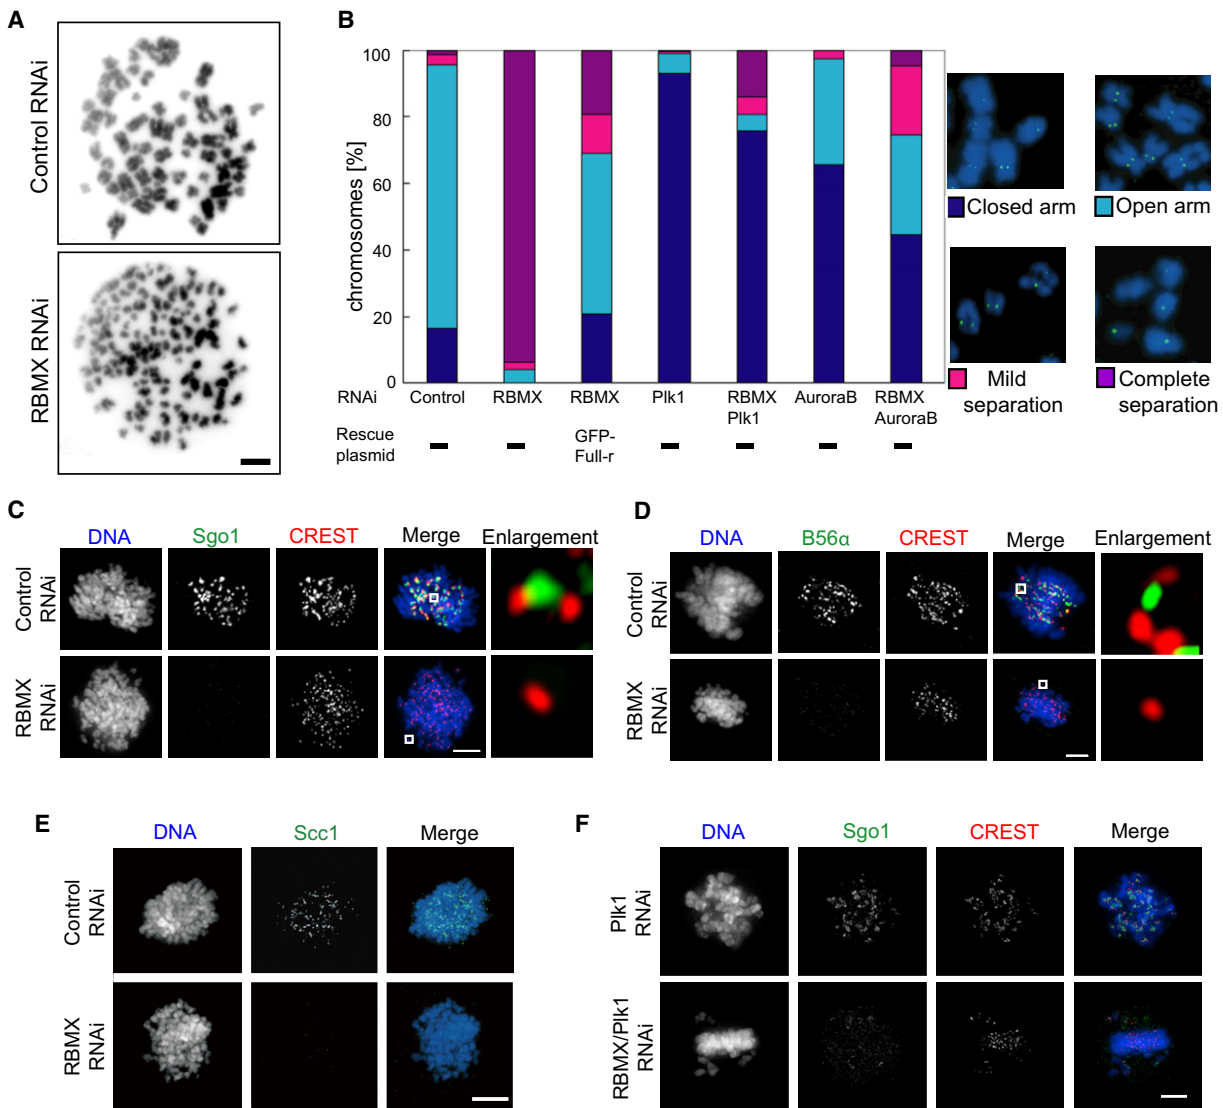 A
Control RNAi
RBMX RNAi
B
chromosomes [%]
100
80
60
40
20
0
RNAi Control RBMX RBMX Plk1 RBMX AuroraB RBMX
Plk1 AuroraB
Rescue GFP-
plasmid Full-r
Closed arm
Open arm
Mild
separation
Complete
separation
C
DNA Sgo1 CREST Merge Enlargement
Control
RNAi
RBMX
RNAi
D
DNA B56α CREST Merge Enlargement
Control
RNAi
RBMX
RNAi
E
DNA Scc1 Merge
Control
RNAi
RBMX
RNAi
F
DNA Sgo1 CREST Merge
Plk1
RNAi
RBMX/Plk1
RNAi